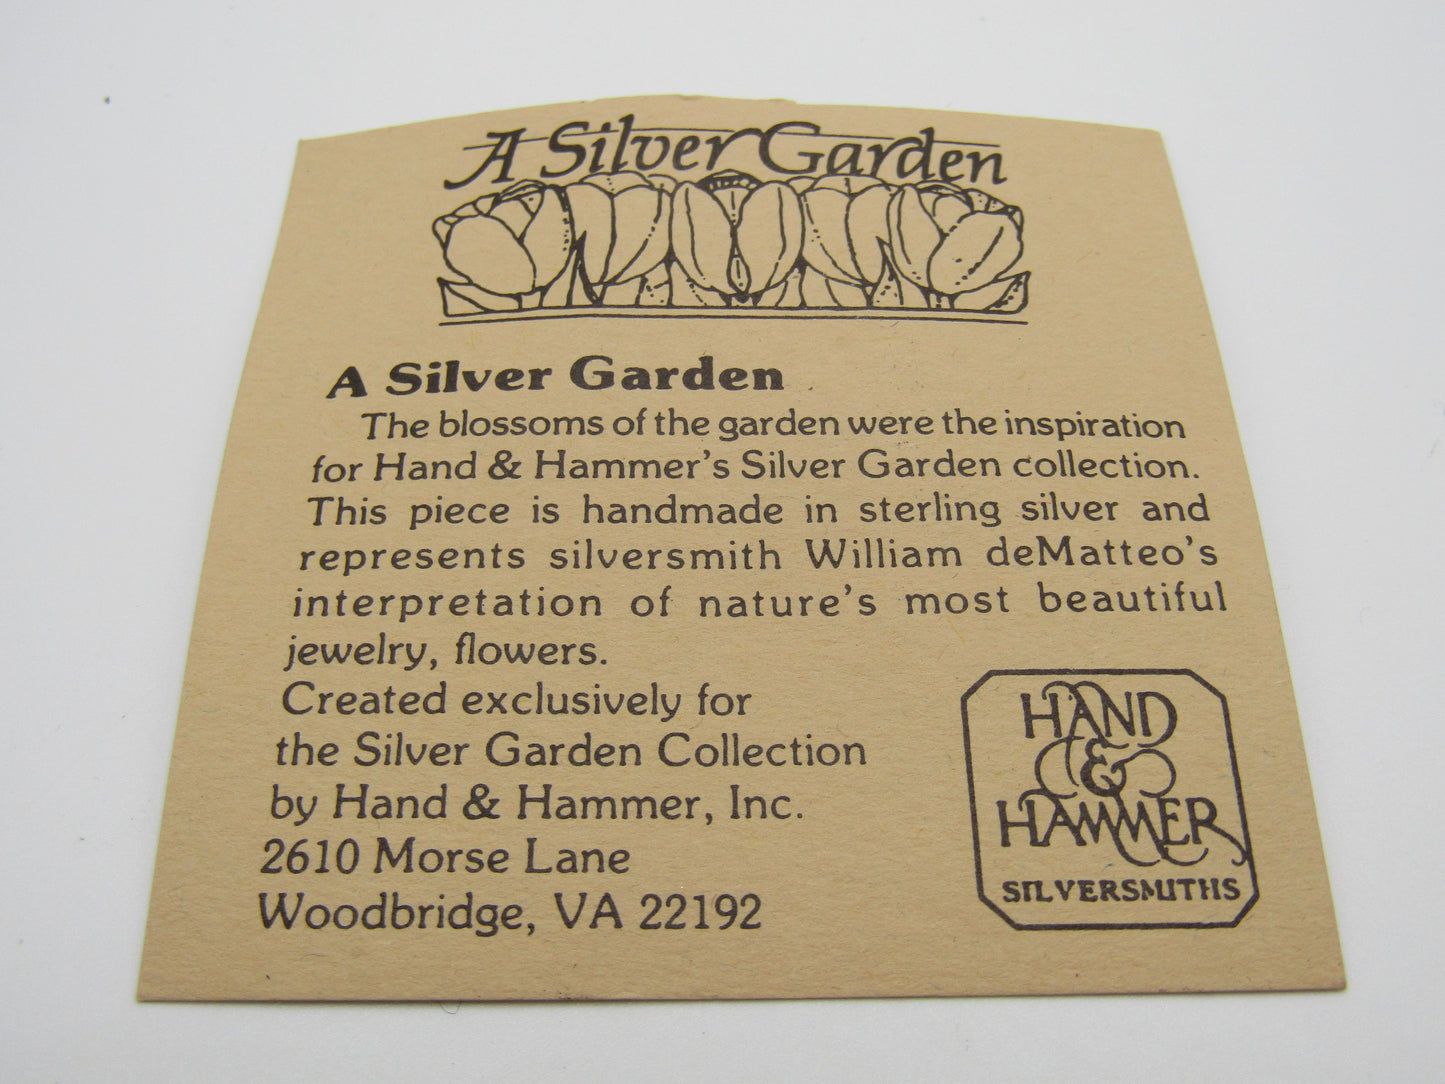 A Silver Garden
A Silver Garden
The blossoms of the garden were the inspiration
for Hand & Hammer's Silver Garden collection.
This piece is handmade in sterling silver and
represents silversmith William deMatteo's
interpretation of nature's most beautiful
jewelry, flowers.
Created exclusively for
the Silver Garden Collection
by Hand & Hammer, Inc.
2610 Morse Lane
Woodbridge, VA 22192
HAND
&
HAMMER
SILVERSMITHS